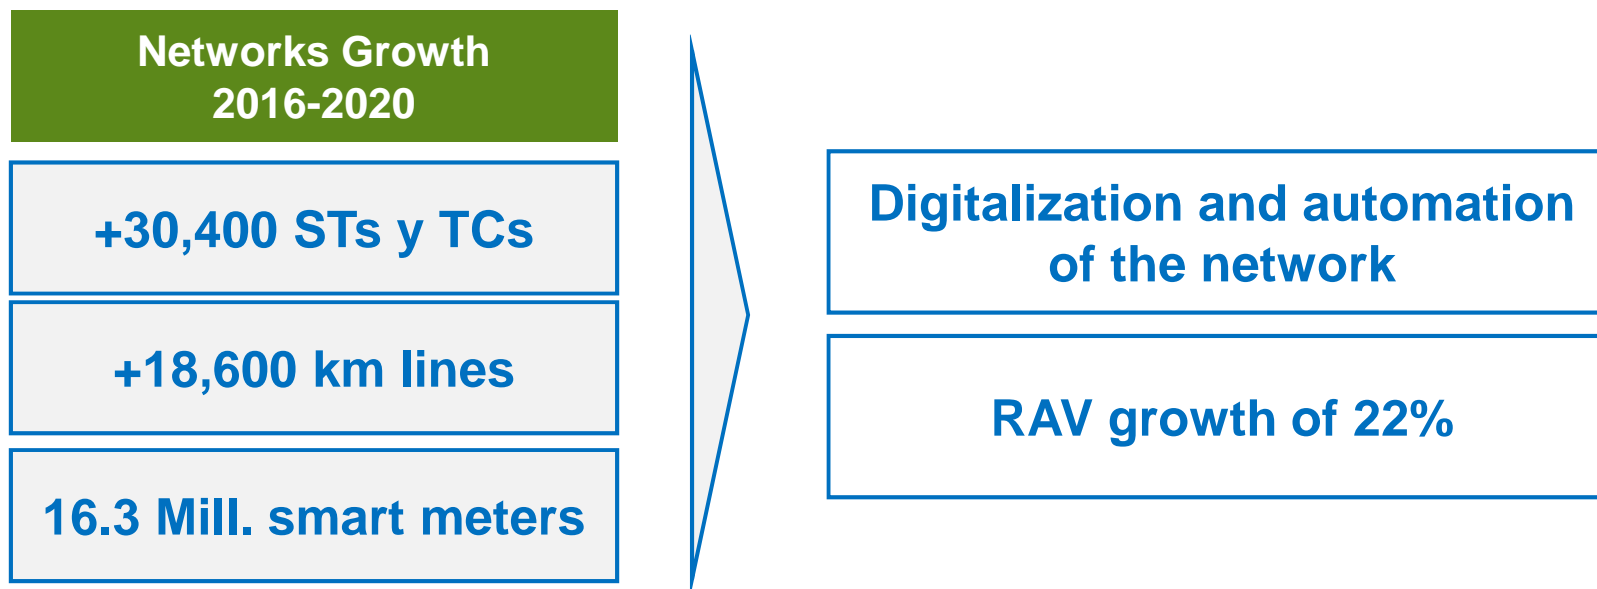 Networks Growth
2016-2020
+30,400 STs y TCs
+18,600 km lines
16.3 Mill. smart meters
Digitalization and automation
of the network
RAV growth of 22%